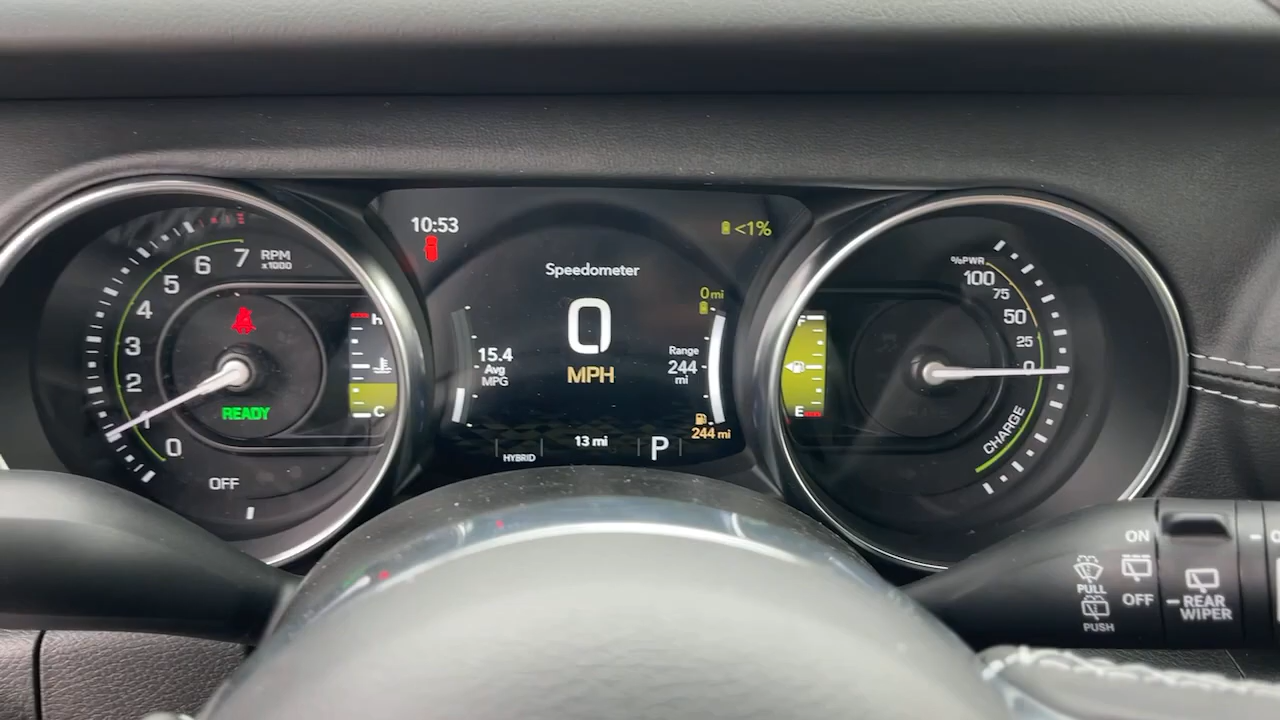 7
RPM
x1000
6
5
4
3
2
1
0
READY
OFF
H
C
10:53
<1%
Speedometer
0 mi
0
MPH
15.4
Avg
MPG
Range
244
mi
244 mi
13 mi
HYBRID
P
F
E
%PWR
100
75
50
25
0
CHARGE
ON
OFF
PULL
PUSH
REAR
WIPER